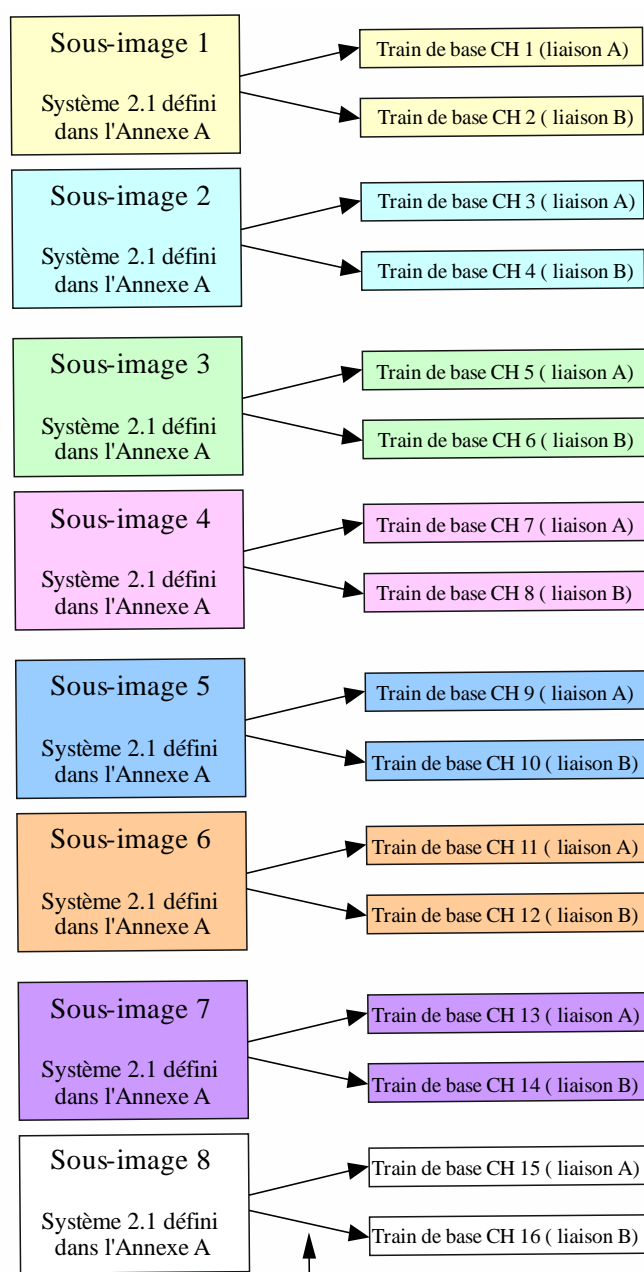 Sous-image 1
Train de base CH 1 (liaison A)
Système 2.1 défini
dans l'Annexe A
Train de base CH 2 ( liaison B)
Sous-image 2
Train de base CH 3 ( liaison A)
Système 2.1 défini
dans l'Annexe A
Train de base CH 4 ( liaison B)
Sous-image 3
Train de base CH 5 ( liaison A)
Système 2.1 défini
dans l'Annexe A
Train de base CH 6 ( liaison B)
Sous-image 4
Train de base CH 7 ( liaison A)
Système 2.1 défini
dans l'Annexe A
Train de base CH 8 ( liaison B)
Sous-image 5
Train de base CH 9 ( liaison A)
Système 2.1 défini
dans l'Annexe A
Train de base CH 10 ( liaison B)
Sous-image 6
Train de base CH 11 ( liaison A)
Système 2.1 défini
dans l'Annexe A
Train de base CH 12 ( liaison B)
Sous-image 7
Train de base CH 13 ( liaison A)
Système 2.1 défini
dans l'Annexe A
Train de base CH 14 ( liaison B)
Sous-image 8
Train de base CH 15 ( liaison A)
Système 2.1 défini
dans l'Annexe A
Train de base CH 16 ( liaison B)